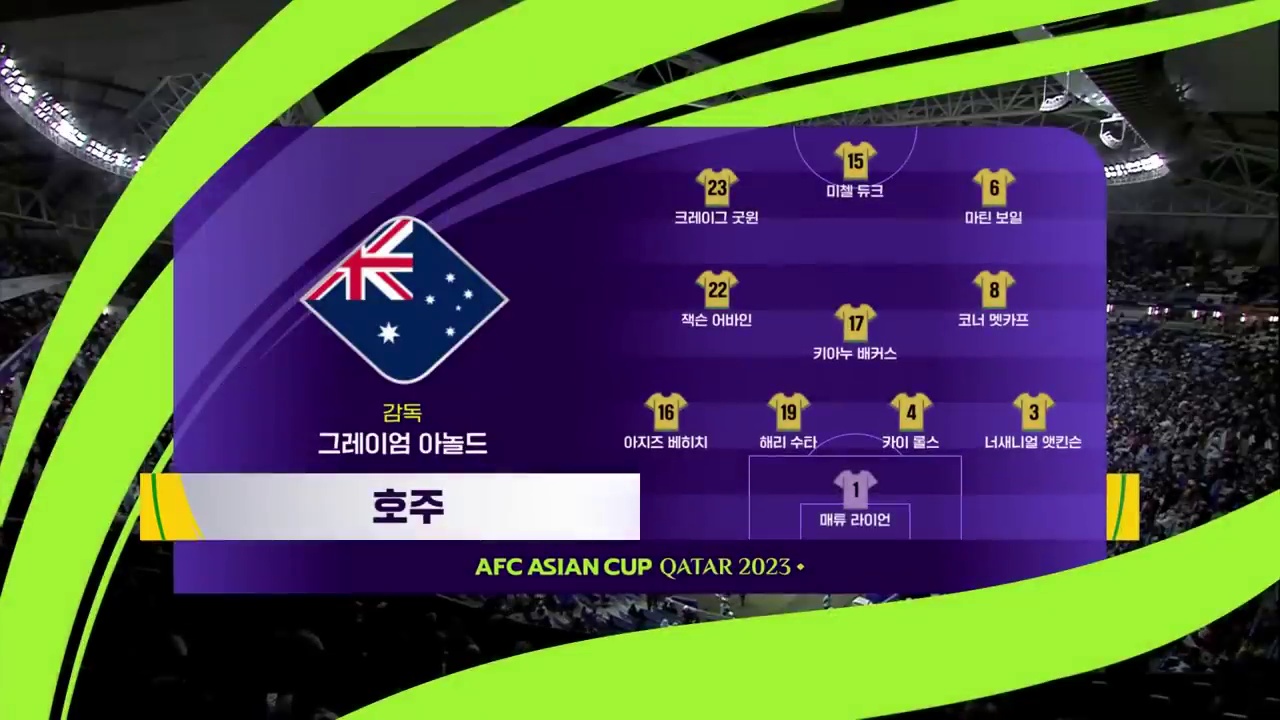 15
미첼 듀크
23
크레이그 굿윈
6
마틴 보일
22
잭슨 어바인
8
코너 멧카프
17
키아누 배커스
16
아지즈 베히치
19
해리 수타
4
카이 롤스
3
너새니얼 앳킨슨
1
매튜 라이언
감독
그레이엄 아놀드
호주
AFC ASIAN CUP QATAR 2023